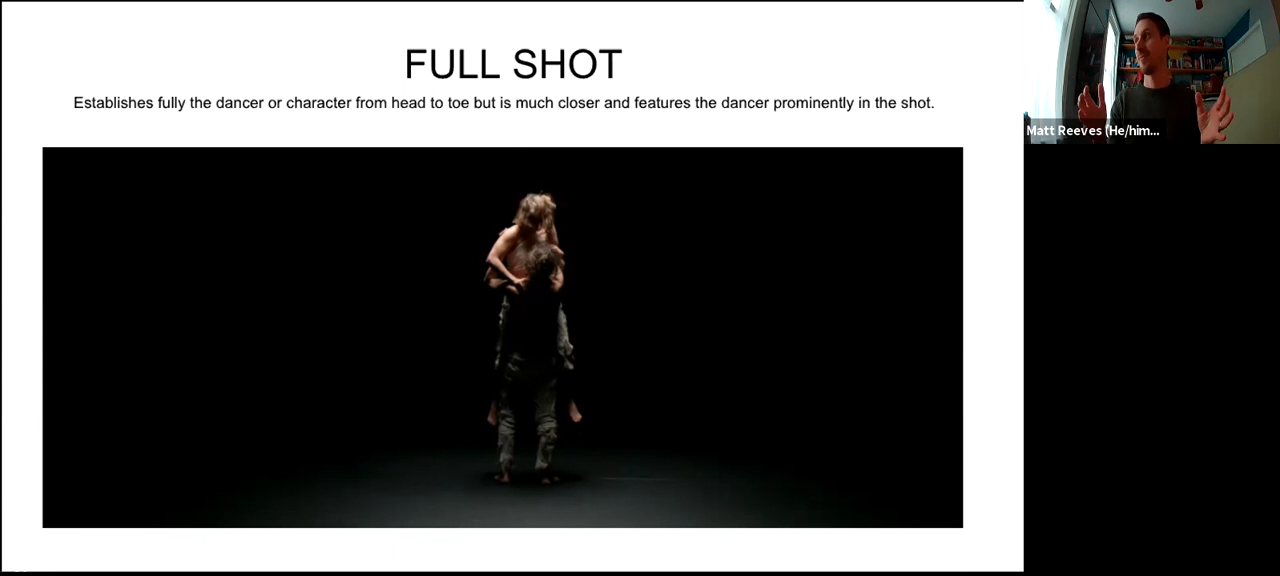 FULL SHOT
Establishes fully the dancer or character from head to toe but is much closer and features the dancer prominently in the shot.
Matt Reeves (He/him...